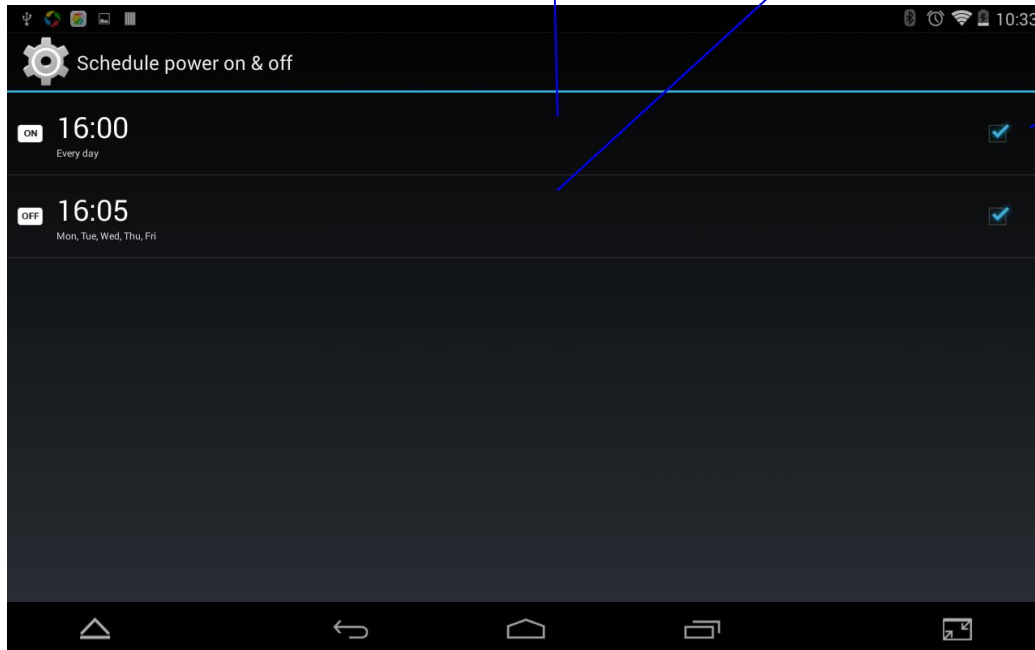 10:33
Schedule power on & off
ON 16:00
Every day
OFF 16:05
Mon, Tue, Wed, Thu, Fri